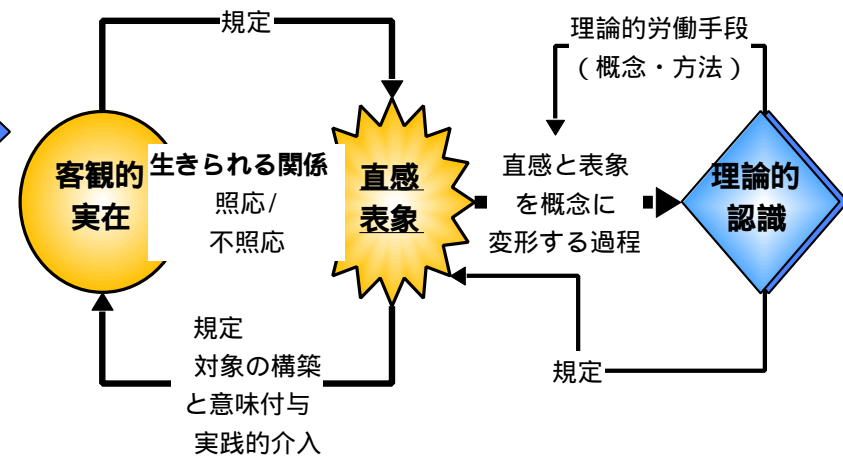 規定
理論的労働手段
（概念・方法）
客観的
実在
生きられる関係
照応/
不照応
直感
表象
直感と表象
を概念に
変形する過程
理論的
認識
規定
対象の構築
と意味付与
実践的介入
規定